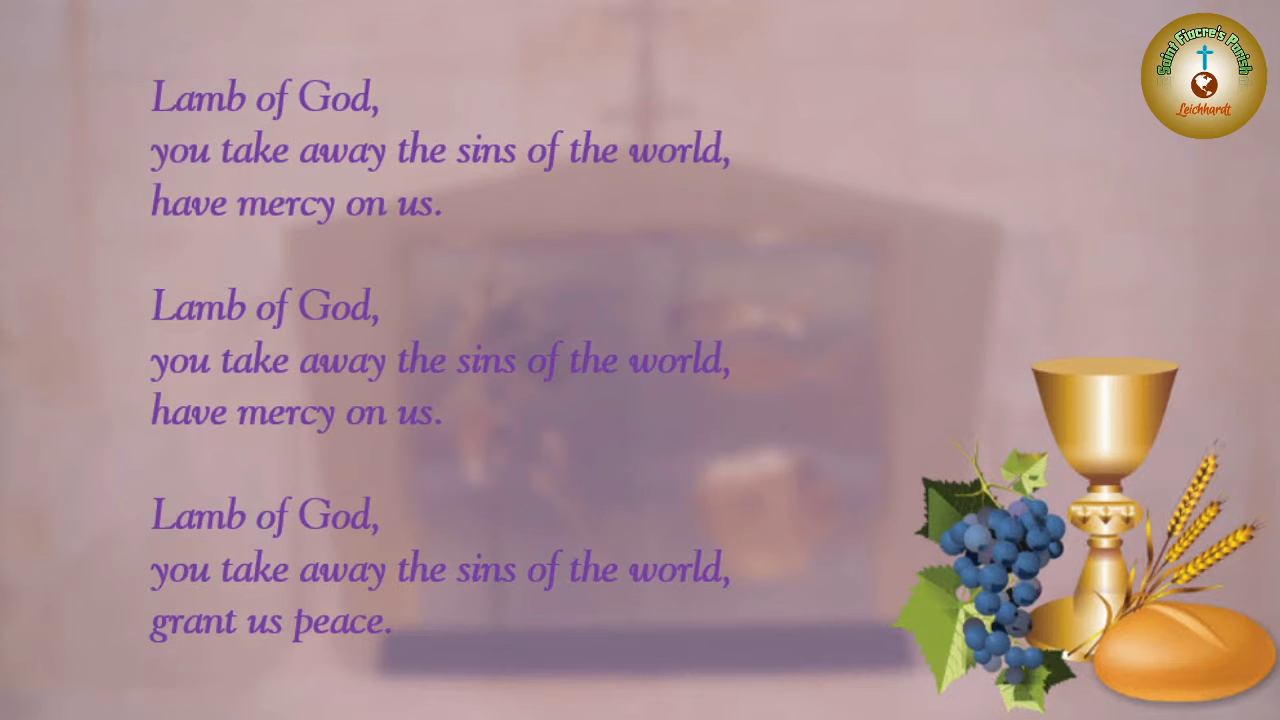 Lamb of God,
you take away the sins of the world,
have mercy on us.
Lamb of God,
you take away the sins of the world,
have mercy on us.
Lamb of God,
you take away the sins of the world,
grant us peace.
Saint Fiacre's Parish
Leichhardt